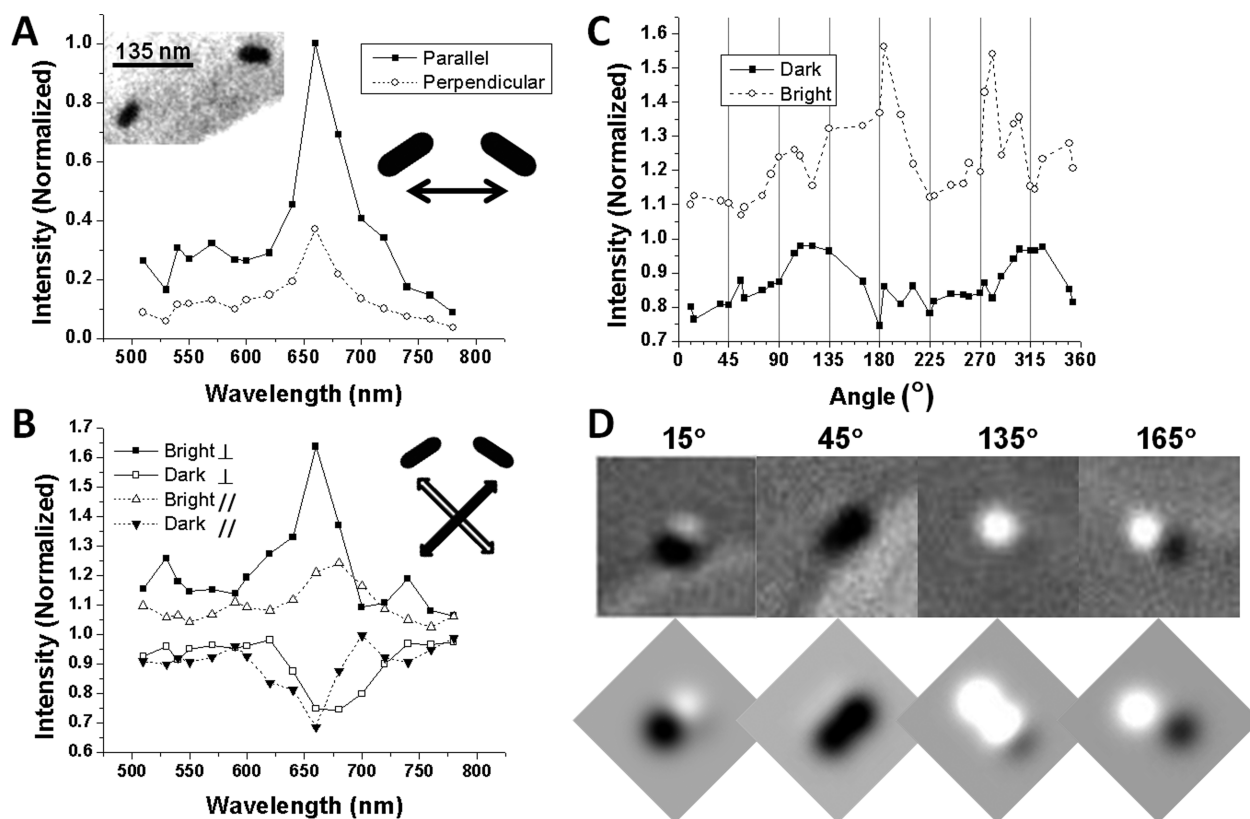 A
135 nm
Parallel
Perpendicular
1.0
0.8
0.6
0.4
0.2
0.0
Intensity (Normalized)
500 550 600 650 700 750 800
Wavelength (nm)
B
Bright ⊥
Dark ⊥
Bright //
Dark //
1.7
1.6
1.5
1.4
1.3
1.2
1.1
1.0
0.9
0.8
0.7
0.6
Intensity (Normalized)
500 550 600 650 700 750 800
Wavelength (nm)
C
Dark
Bright
1.6
1.5
1.4
1.3
1.2
1.1
1.0
0.9
0.8
0.7
Intensity (Normalized)
0 45 90 135 180 225 270 315 360
Angle (°)
D
15° 45° 135° 165°